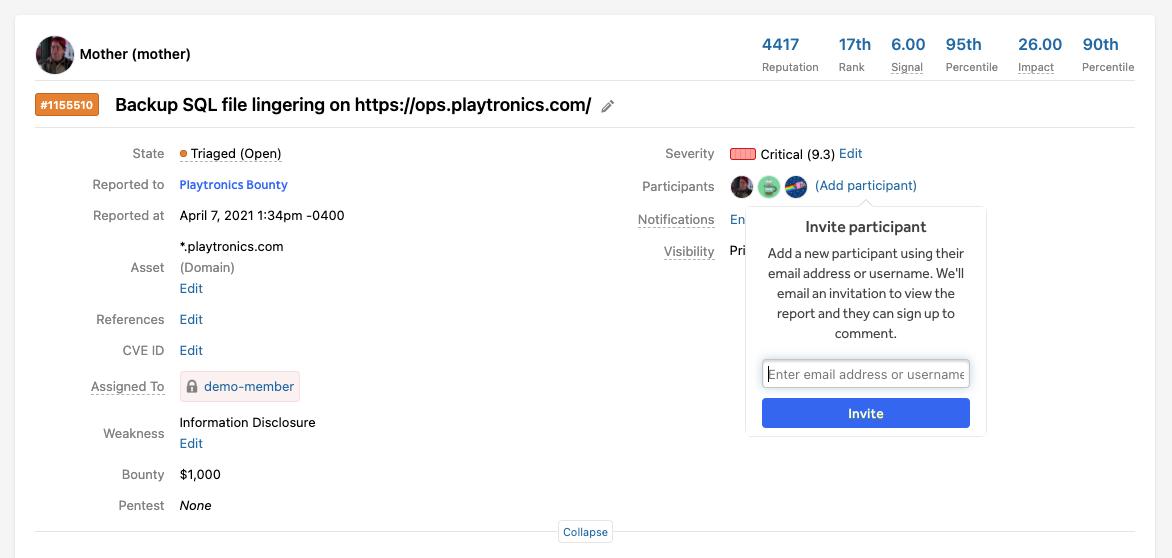 Mother (mother)
4417 17th 6.00 95th 26.00 90th
Reputation Rank Signal Percentile Impact Percentile
#1155510 Backup SQL file lingering on https://ops.playtronics.com/
State Triaged (Open)
Reported to Playtronics Bounty
Reported at April 7, 2021 1:34pm -0400
*.playtronics.com
Asset (Domain)
Edit
References Edit
CVE ID Edit
Assigned To demo-member
Weakness Information Disclosure
Edit
Bounty $1,000
Pentest None
Severity Critical (9.3) Edit
Participants (Add participant)
Notifications En
Visibility Pri
Invite participant
Add a new participant using their
email address or username. We'll
email an invitation to view the
report and they can sign up to
comment.
Enter email address or username
Invite
Collapse